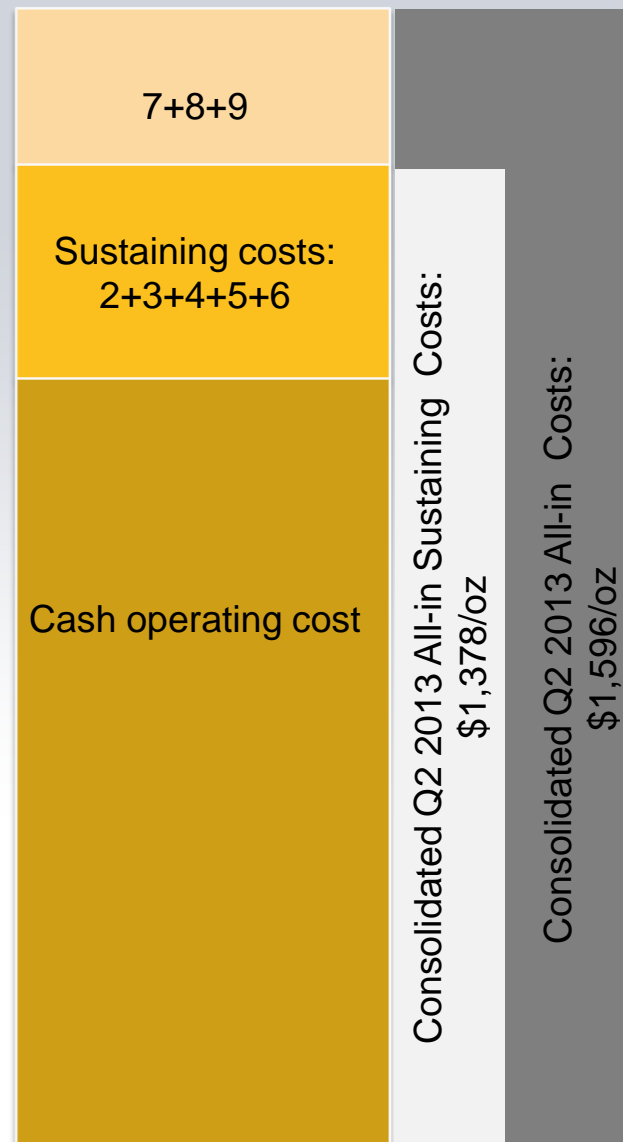 7+8+9
Sustaining costs:
2+3+4+5+6
Cash operating cost
Consolidated Q2 2013 All-in Sustaining Costs:
$1,378/oz
Consolidated Q2 2013 All-in Costs:
$1,596/oz